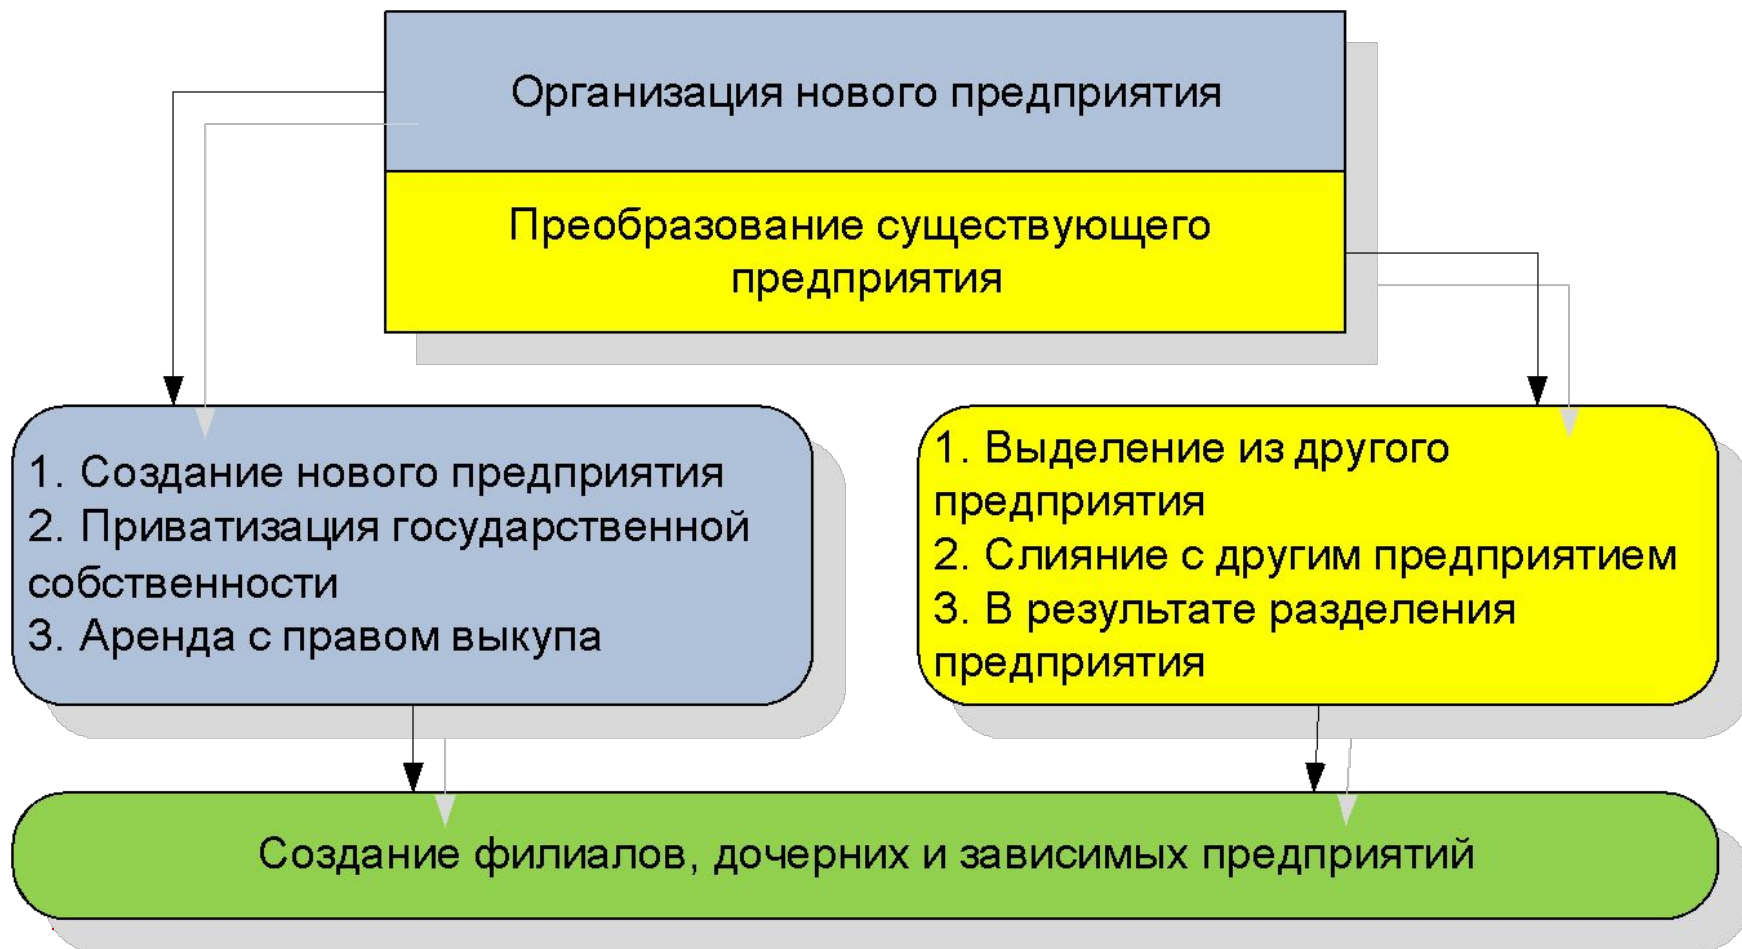 Организация нового предприятия
Преобразование существующего
предприятия
1. Создание нового предприятия
2. Приватизация государственной
собственности
3. Аренда с правом выкупа
1. Выделение из другого
предприятия
2. Слияние с другим предприятием
3. В результате разделения
предприятия
Создание филиалов, дочерних и зависимых предприятий